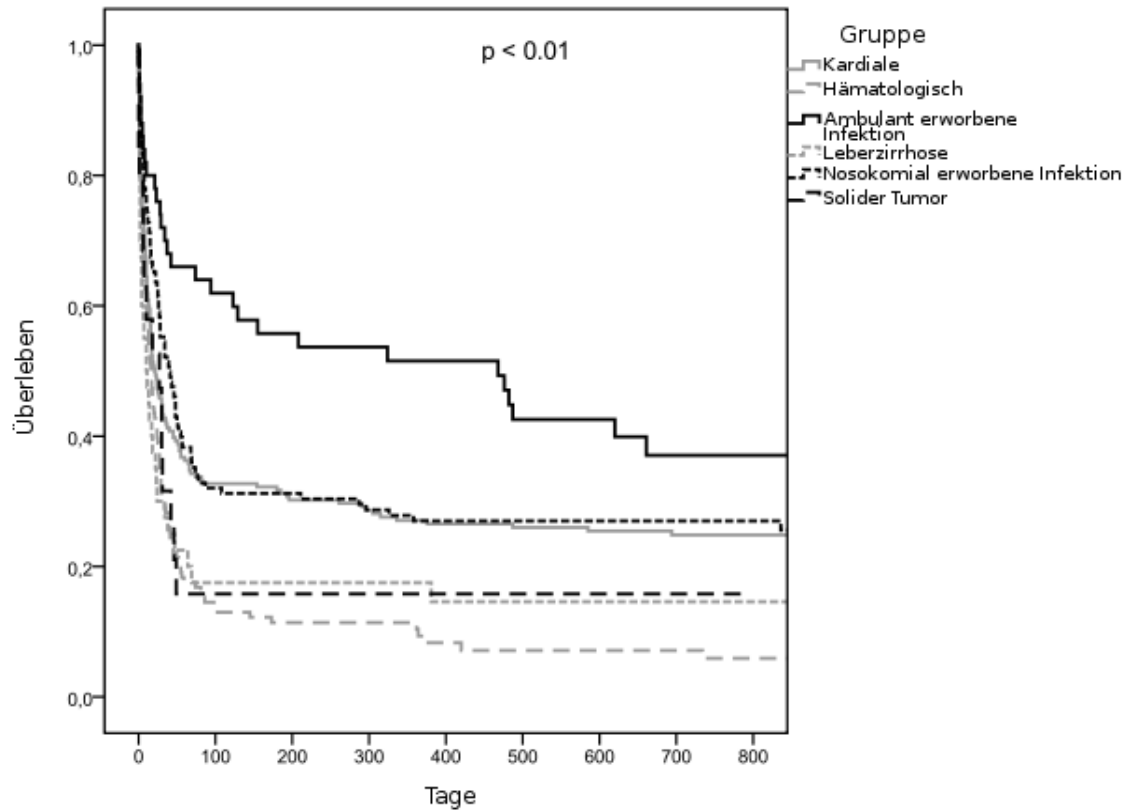 p < 0.01
Gruppe
Kardiale
Hämatologisch
Ambulant erworbene
Infektion
Leberzirrhose
Nosokomial erworbene Infektion
Solider Tumor
Überleben
1,0
0,8
0,6
0,4
0,2
0,0
0 100 200 300 400 500 600 700 800
Tage